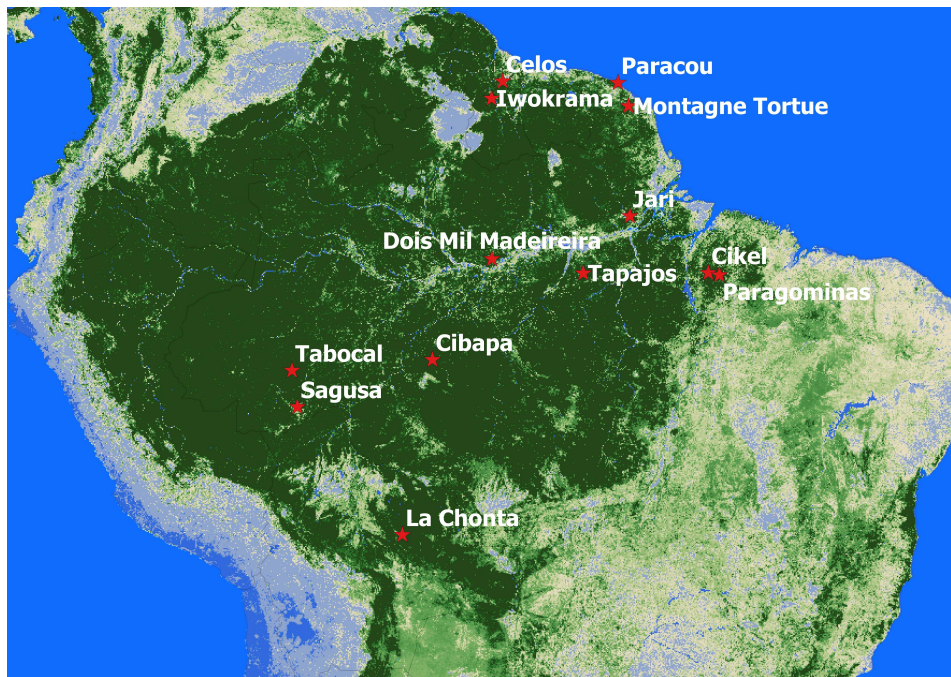 Celos
Paracou
Iwokrama
Montagne Tortue
Jari
Dois Mil Madeireira
Cikel
Tapajos
Paragominas
Cibapa
Tabocal
Sagusa
La Chonta